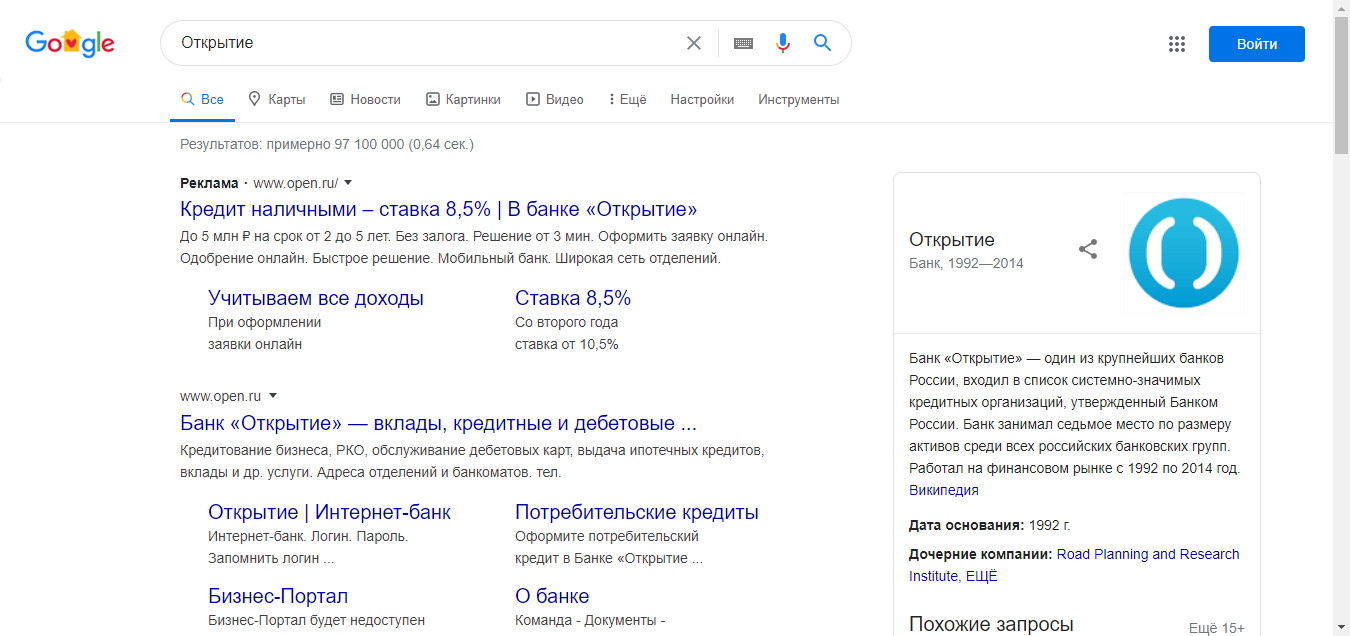 Google
Открытие
Войти
Все
Карты
Новости
Картинки
Видео
Ещё
Настройки
Инструменты
Результатов: примерно 97 100 000 (0,64 сек.)
Реклама · www.open.ru/
Кредит наличными – ставка 8,5% | В банке «Открытие»
До 5 млн ₽ на срок от 2 до 5 лет. Без залога. Решение от 3 мин. Оформить заявку онлайн.
Одобрение онлайн. Быстрое решение. Мобильный банк. Широкая сеть отделений.
Учитываем все доходы
При оформлении
заявки онлайн
Ставка 8,5%
Со второго года
ставка от 10,5%
www.open.ru
Банк «Открытие» — вклады, кредитные и дебетовые ...
Кредитование бизнеса, РКО, обслуживание дебетовых карт, выдача ипотечных кредитов,
вклады и др. услуги. Адреса отделений и банкоматов. тел.
Открытие | Интернет-банк
Интернет-банк. Логин. Пароль.
Запомнить логин ...
Потребительские кредиты
Оформите потребительский
кредит в Банке «Открытие ...
Бизнес-Портал
Бизнес-Портал будет недоступен
О банке
Команда - Документы -
Открытие
Банк, 1992—2014
Банк «Открытие» — один из крупнейших банков
России, входил в список системно-значимых
кредитных организаций, утвержденный Банком
России. Банк занимал седьмое место по размеру
активов среди всех российских банковских групп.
Работал на финансовом рынке с 1992 по 2014 год.
Википедия
Дата основания: 1992 г.
Дочерние компании: Road Planning and Research
Institute, ЕЩЁ
Похожие запросы
Ещё 15+